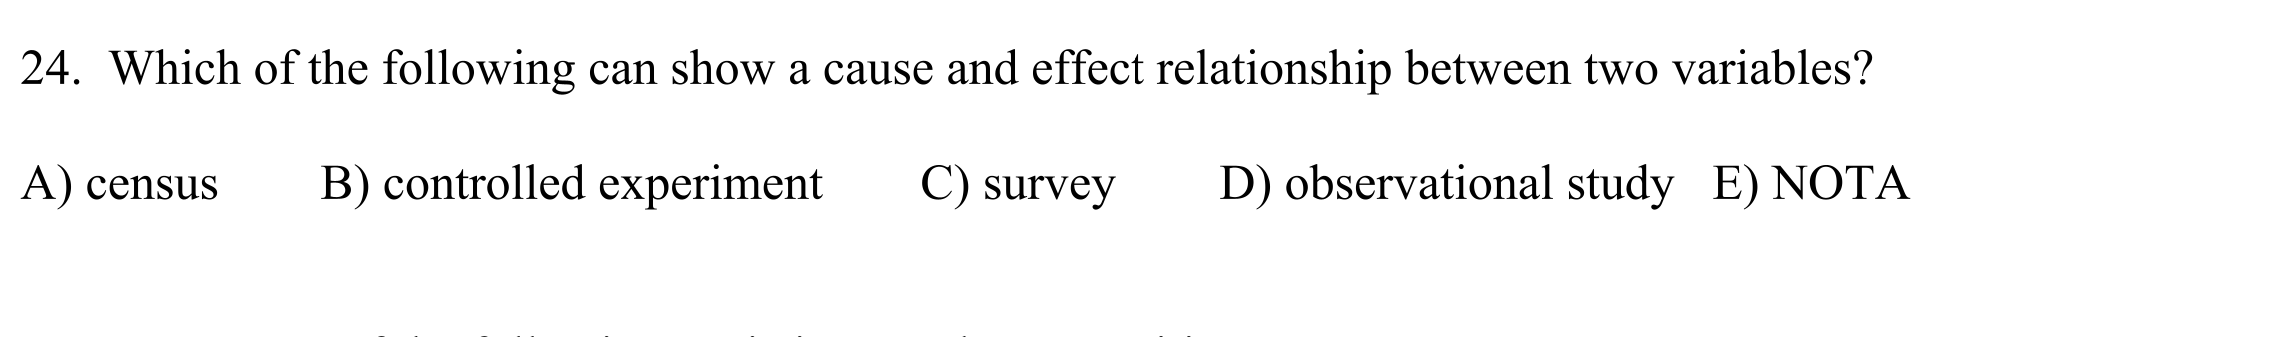 24. Which of the following can show a cause and effect relationship between two variables?
A) census B) controlled experiment C) survey D) observational study E) NOTA